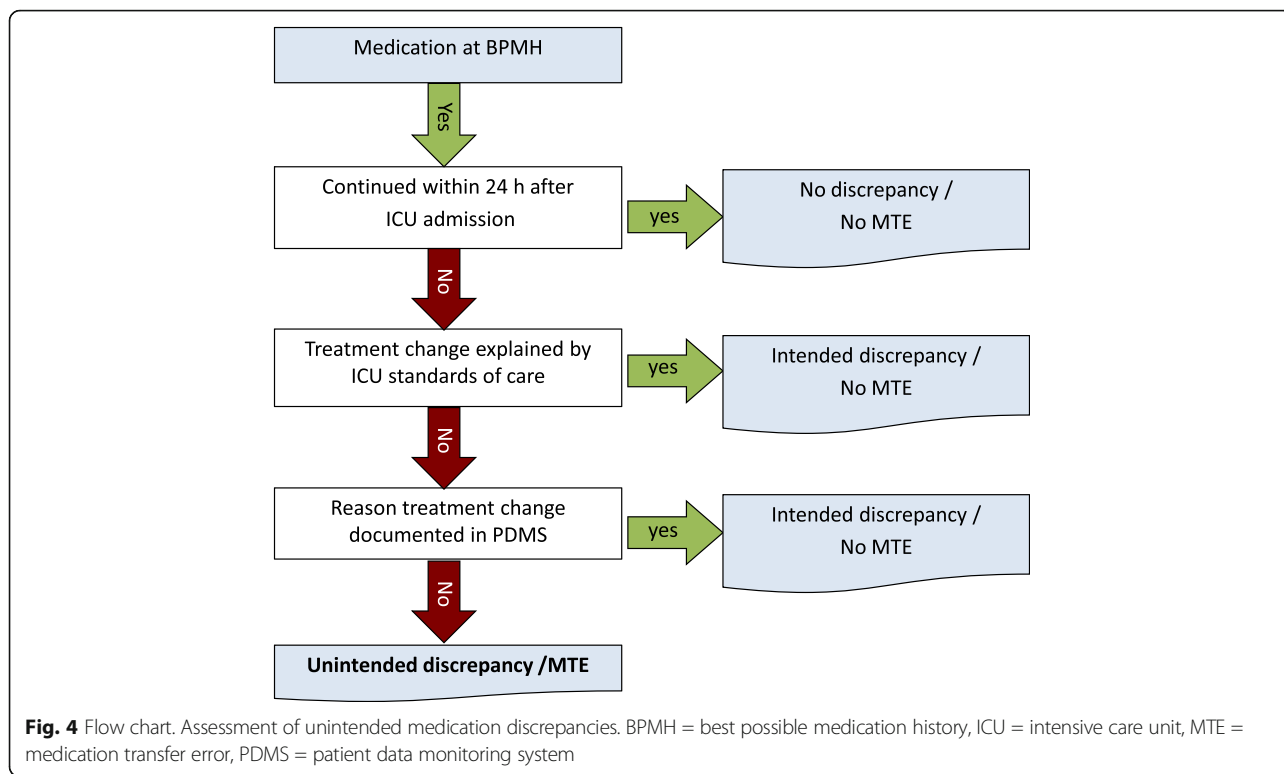 Medication at BPMH
Yes
Continued within 24 h after
ICU admission
yes
No discrepancy /
No MTE
No
Treatment change explained by
ICU standards of care
yes
Intended discrepancy /
No MTE
No
Reason treatment change
documented in PDMS
yes
Intended discrepancy /
No MTE
No
Unintended discrepancy /MTE
Fig. 4 Flow chart. Assessment of unintended medication discrepancies. BPMH = best possible medication history, ICU = intensive care unit, MTE =
medication transfer error, PDMS = patient data monitoring system